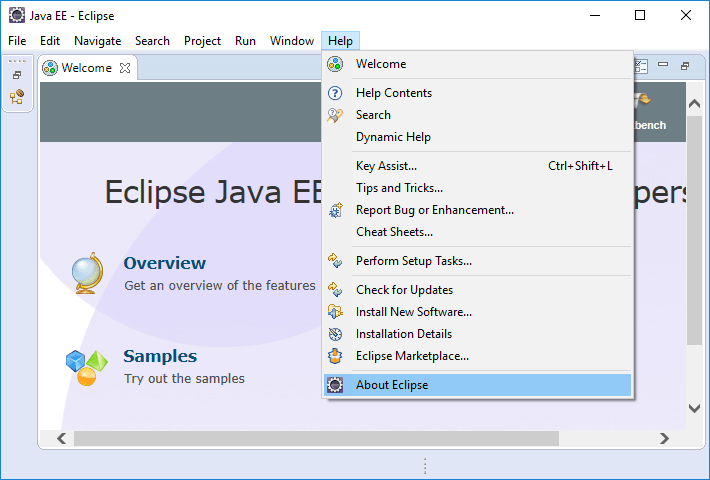 Java EE - Eclipse
File Edit Navigate Search Project Run Window Help
Welcome
Welcome
Help Contents
Search
Dynamic Help
Key Assist... Ctrl+Shift+L
Tips and Tricks...
Report Bug or Enhancement...
Cheat Sheets...
Perform Setup Tasks...
Check for Updates
Install New Software...
Installation Details
Eclipse Marketplace...
About Eclipse
bench
Eclipse Java EE pers
Overview
Get an overview of the features
Samples
Try out the samples